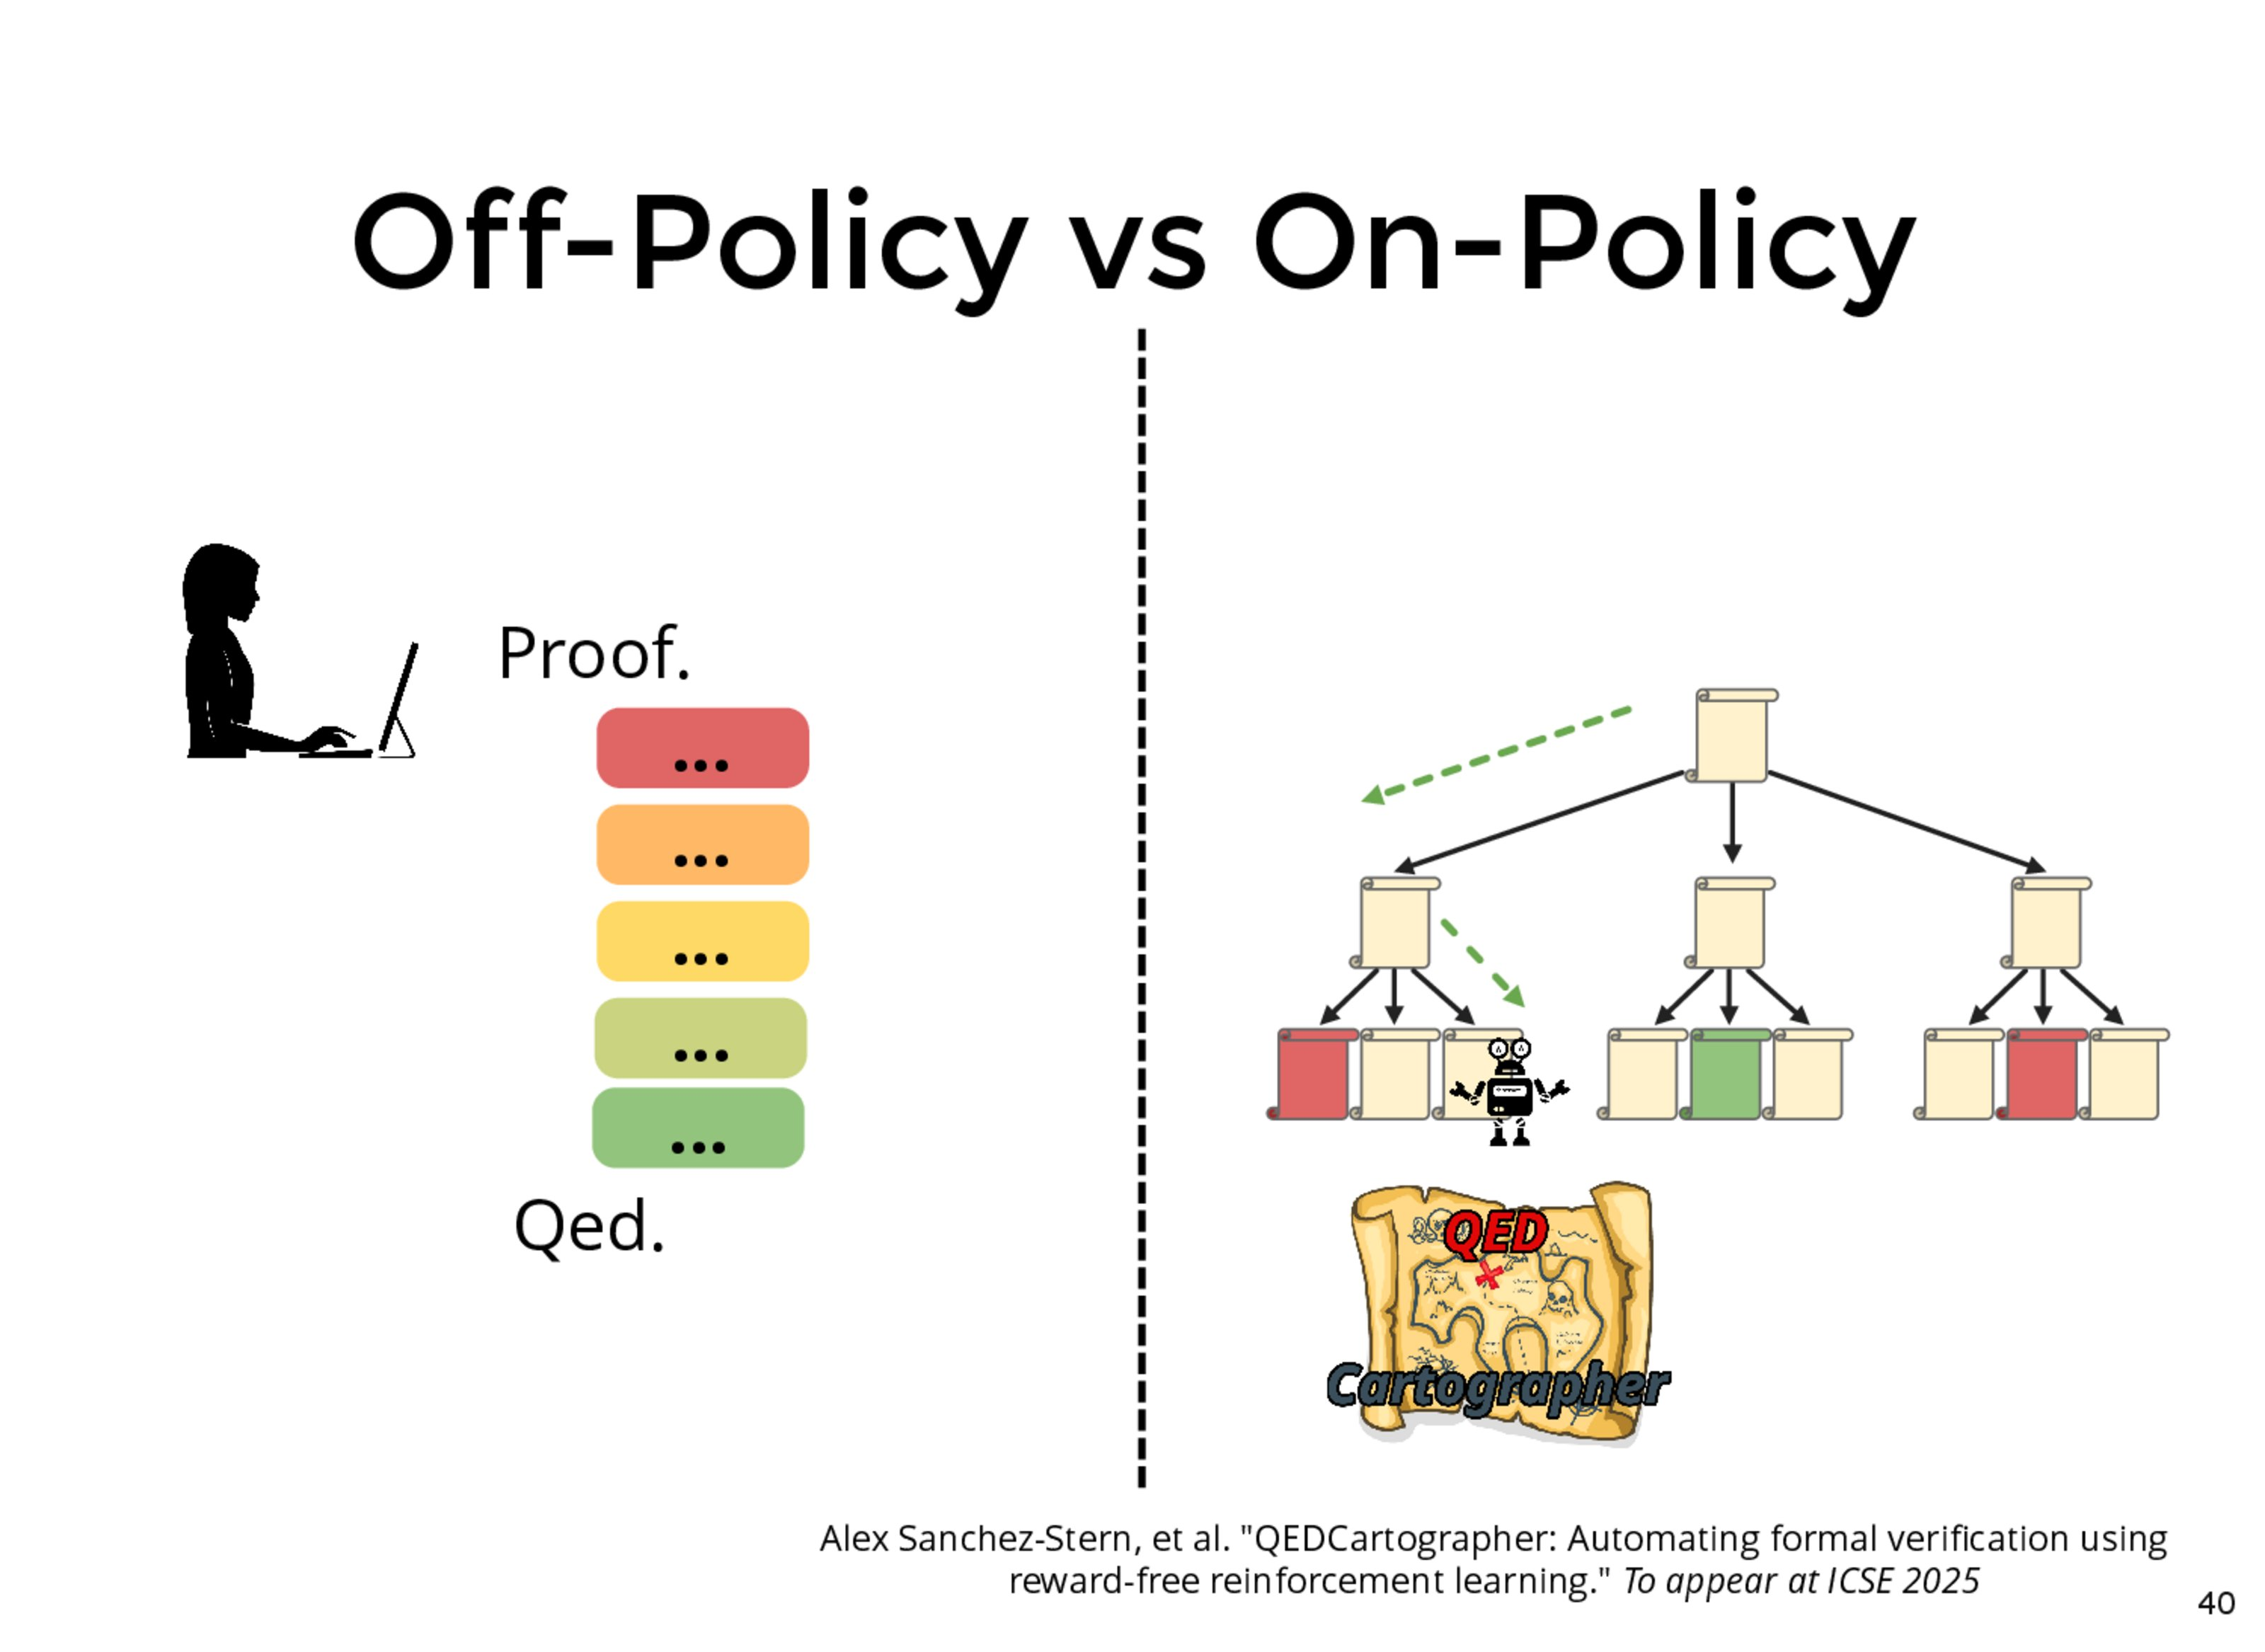 Off-Policy vs On-Policy
Proof.
...
...
...
...
...
Qed.
QED
Cartographer
Alex Sanchez-Stern, et al. "QEDCartographer: Automating formal verification using
reward-free reinforcement learning." To appear at ICSE 2025
40